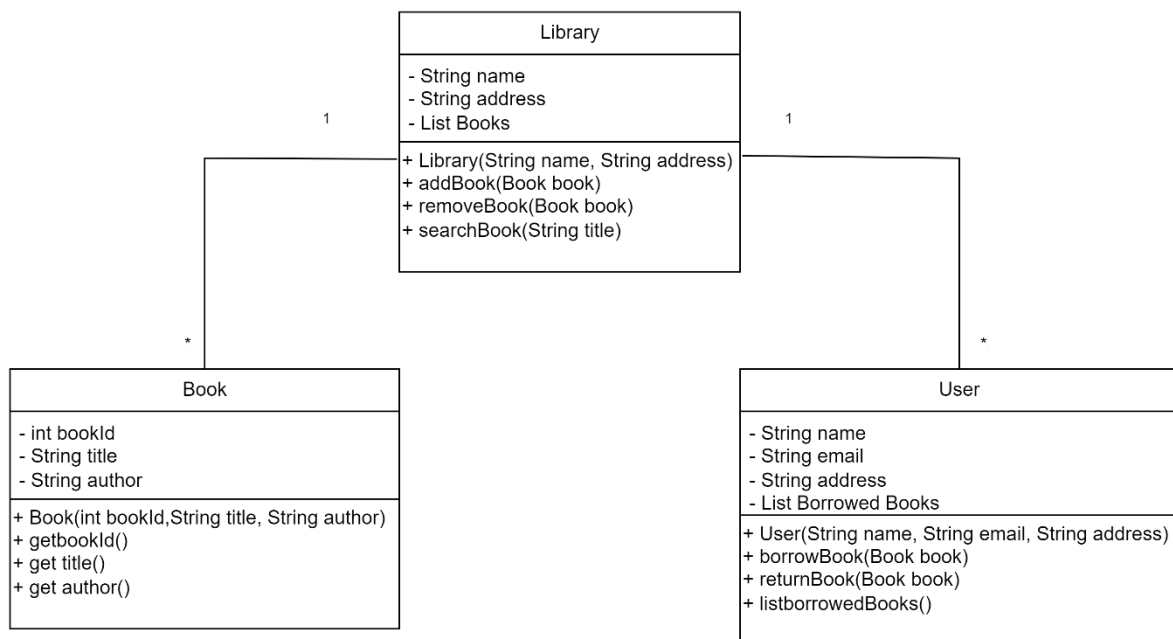 Library
- String name
- String address
- List Books
1
1
+ Library(String name, String address)
+ addBook(Book book)
+ removeBook(Book book)
+ searchBook(String title)
*
*
Book
- int bookId
- String title
- String author
+ Book(int bookId,String title, String author)
+ getbookId()
+ get title()
+ get author()
User
- String name
- String email
- String address
- List Borrowed Books
+ User(String name, String email, String address)
+ borrowBook(Book book)
+ returnBook(Book book)
+ listborrowedBooks()